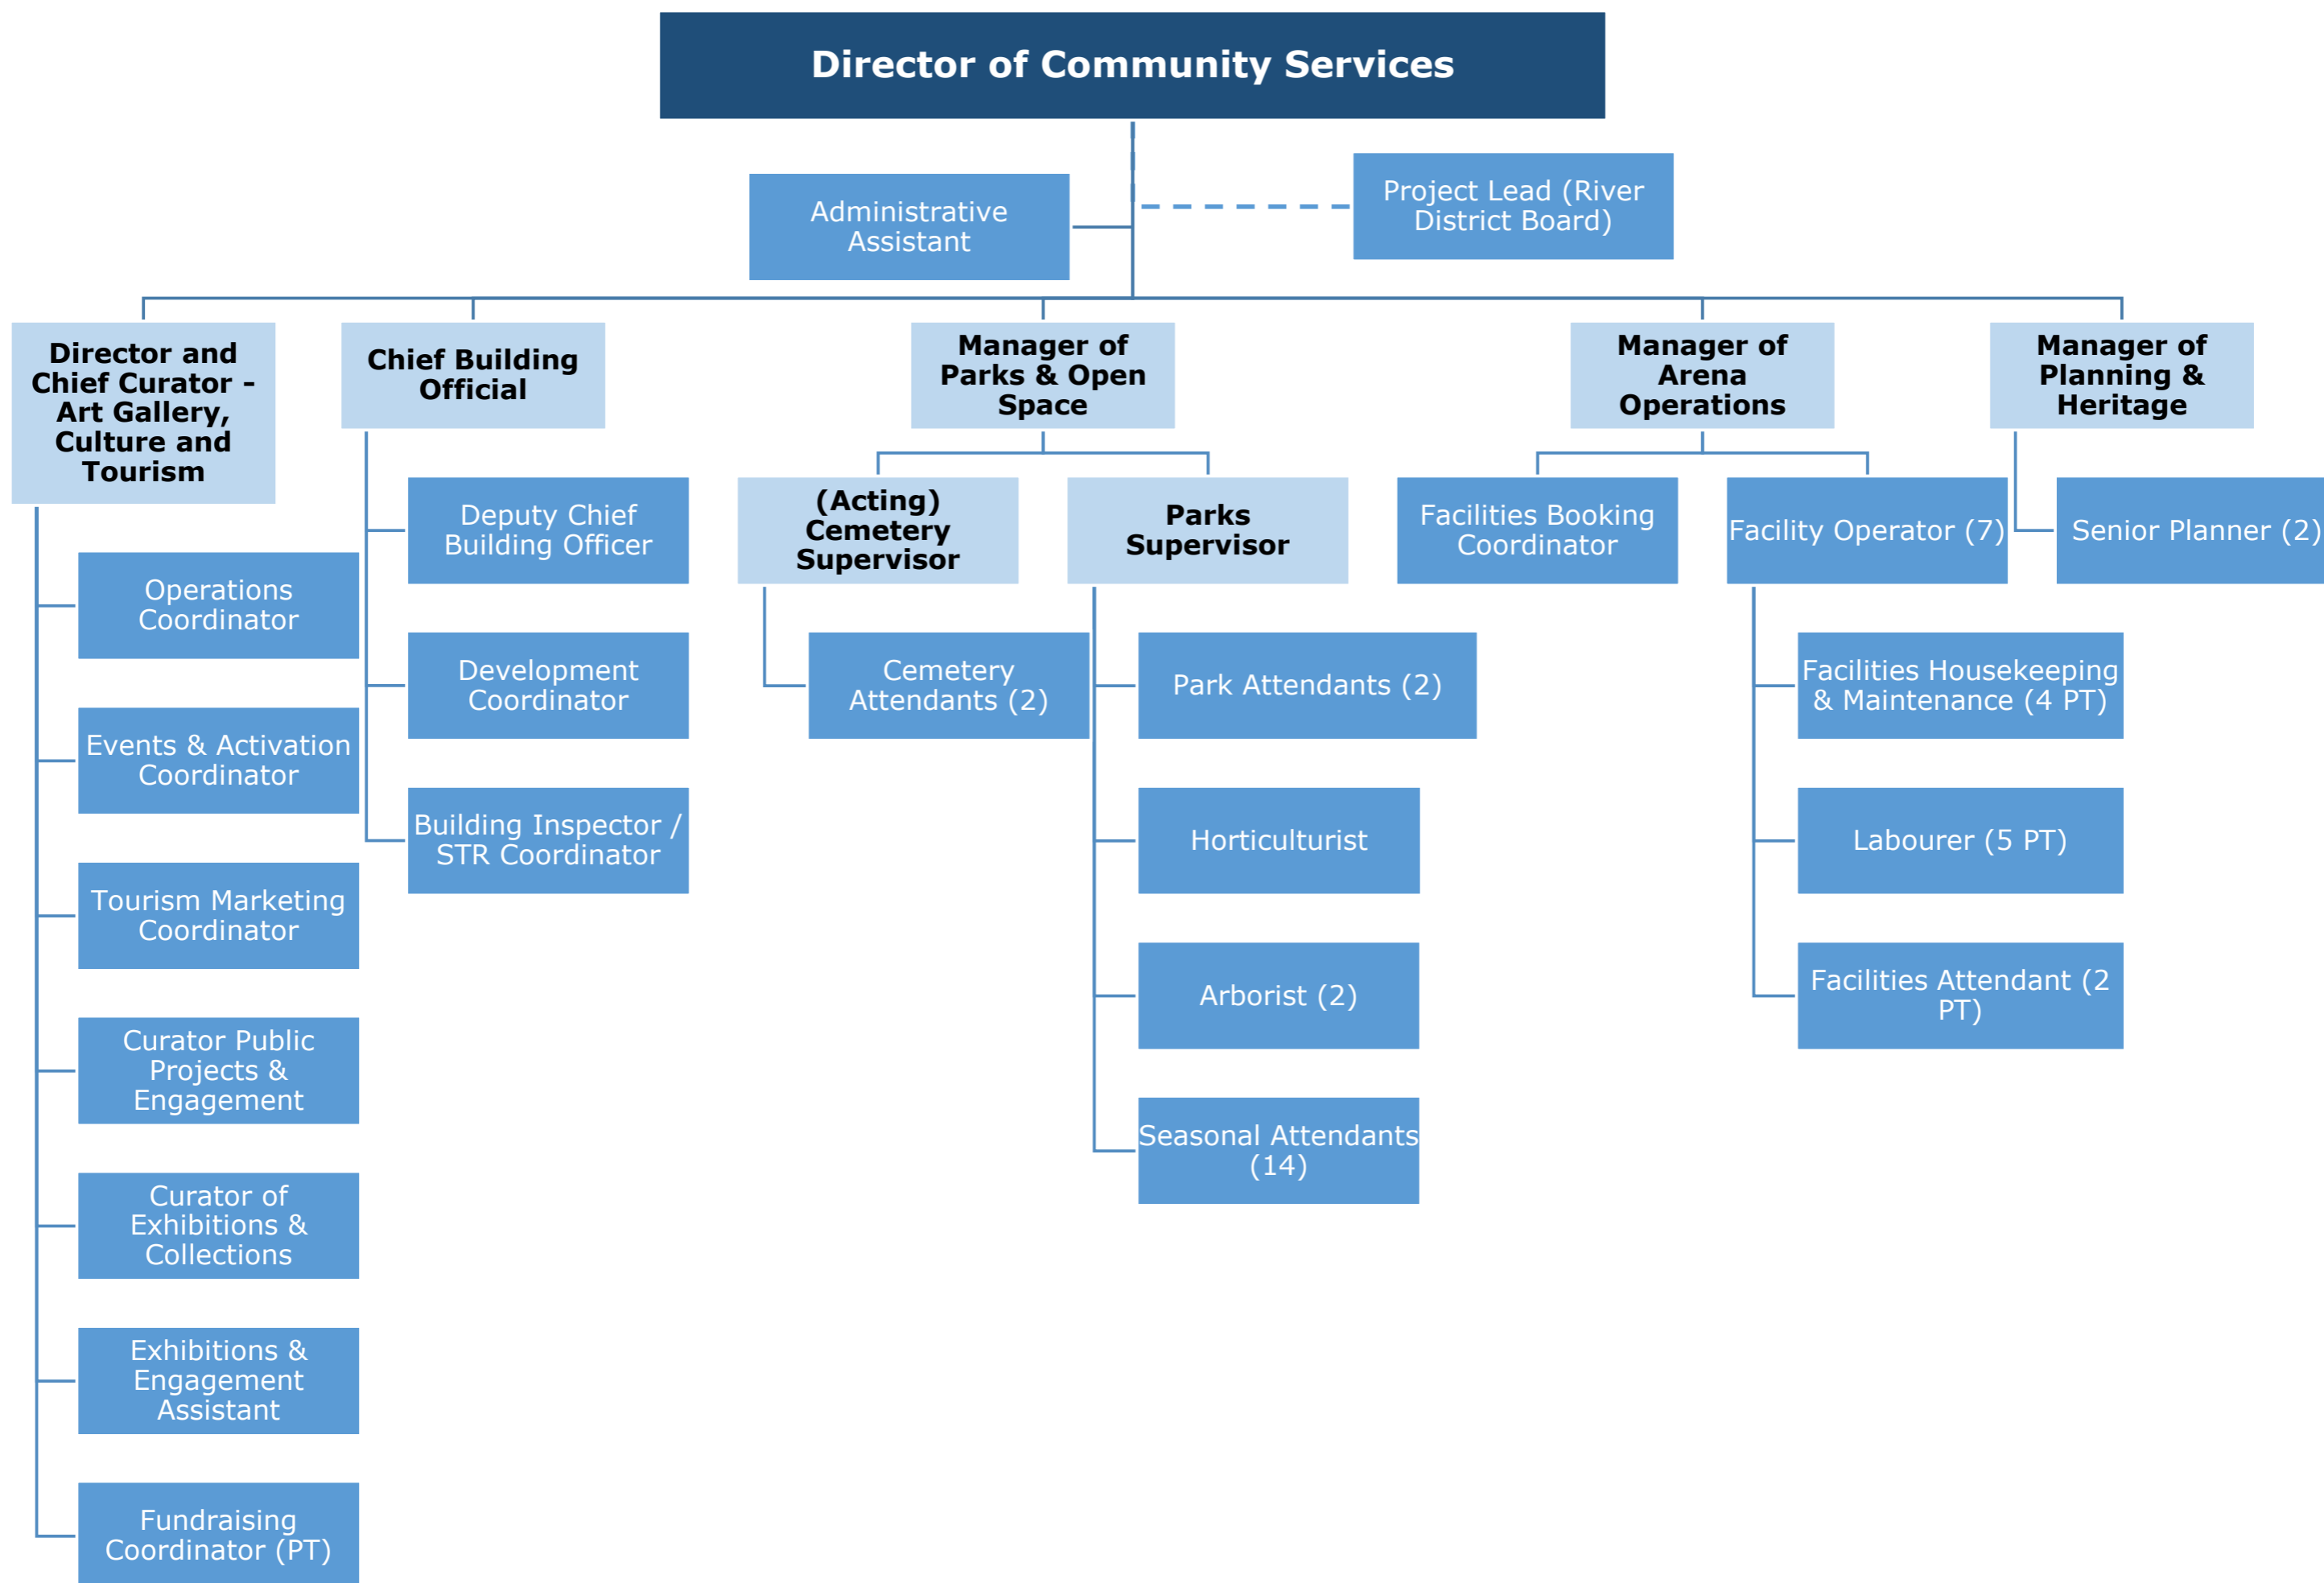 Director of Community Services
Administrative
Assistant
Project Lead (River
District Board)
Director and
Chief Curator -
Art Gallery,
Culture and
Tourism
Operations
Coordinator
Events & Activation
Coordinator
Tourism Marketing
Coordinator
Curator Public
Projects &
Engagement
Curator of
Exhibitions &
Collections
Exhibitions &
Engagement
Assistant
Fundraising
Coordinator (PT)
Chief Building
Official
Deputy Chief
Building Officer
Development
Coordinator
Building Inspector /
STR Coordinator
Manager of
Parks & Open
Space
(Acting)
Cemetery
Supervisor
Cemetery
Attendants (2)
Parks
Supervisor
Park Attendants (2)
Horticulturist
Arborist (2)
Seasonal Attendants
(14)
Manager of
Arena
Operations
Facilities Booking
Coordinator
Facility Operator (7)
Facilities Housekeeping
& Maintenance (4 PT)
Labourer (5 PT)
Facilities Attendant (2
PT)
Manager of
Planning &
Heritage
Senior Planner (2)